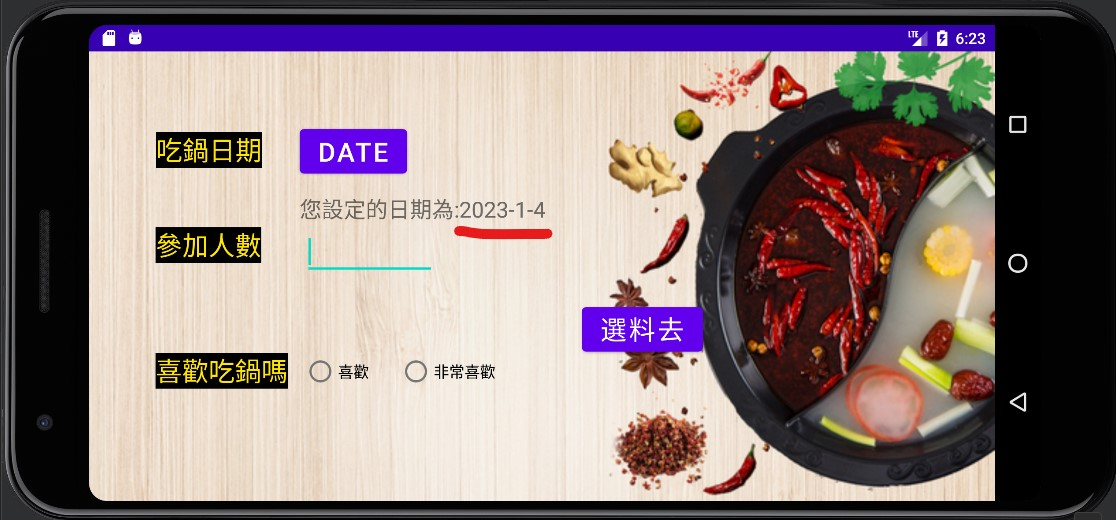 LTE 6:23
吃鍋日期 DATE
您設定的日期為:2023-1-4
參加人數
選料去
喜歡吃鍋嗎 喜歡 非常喜歡